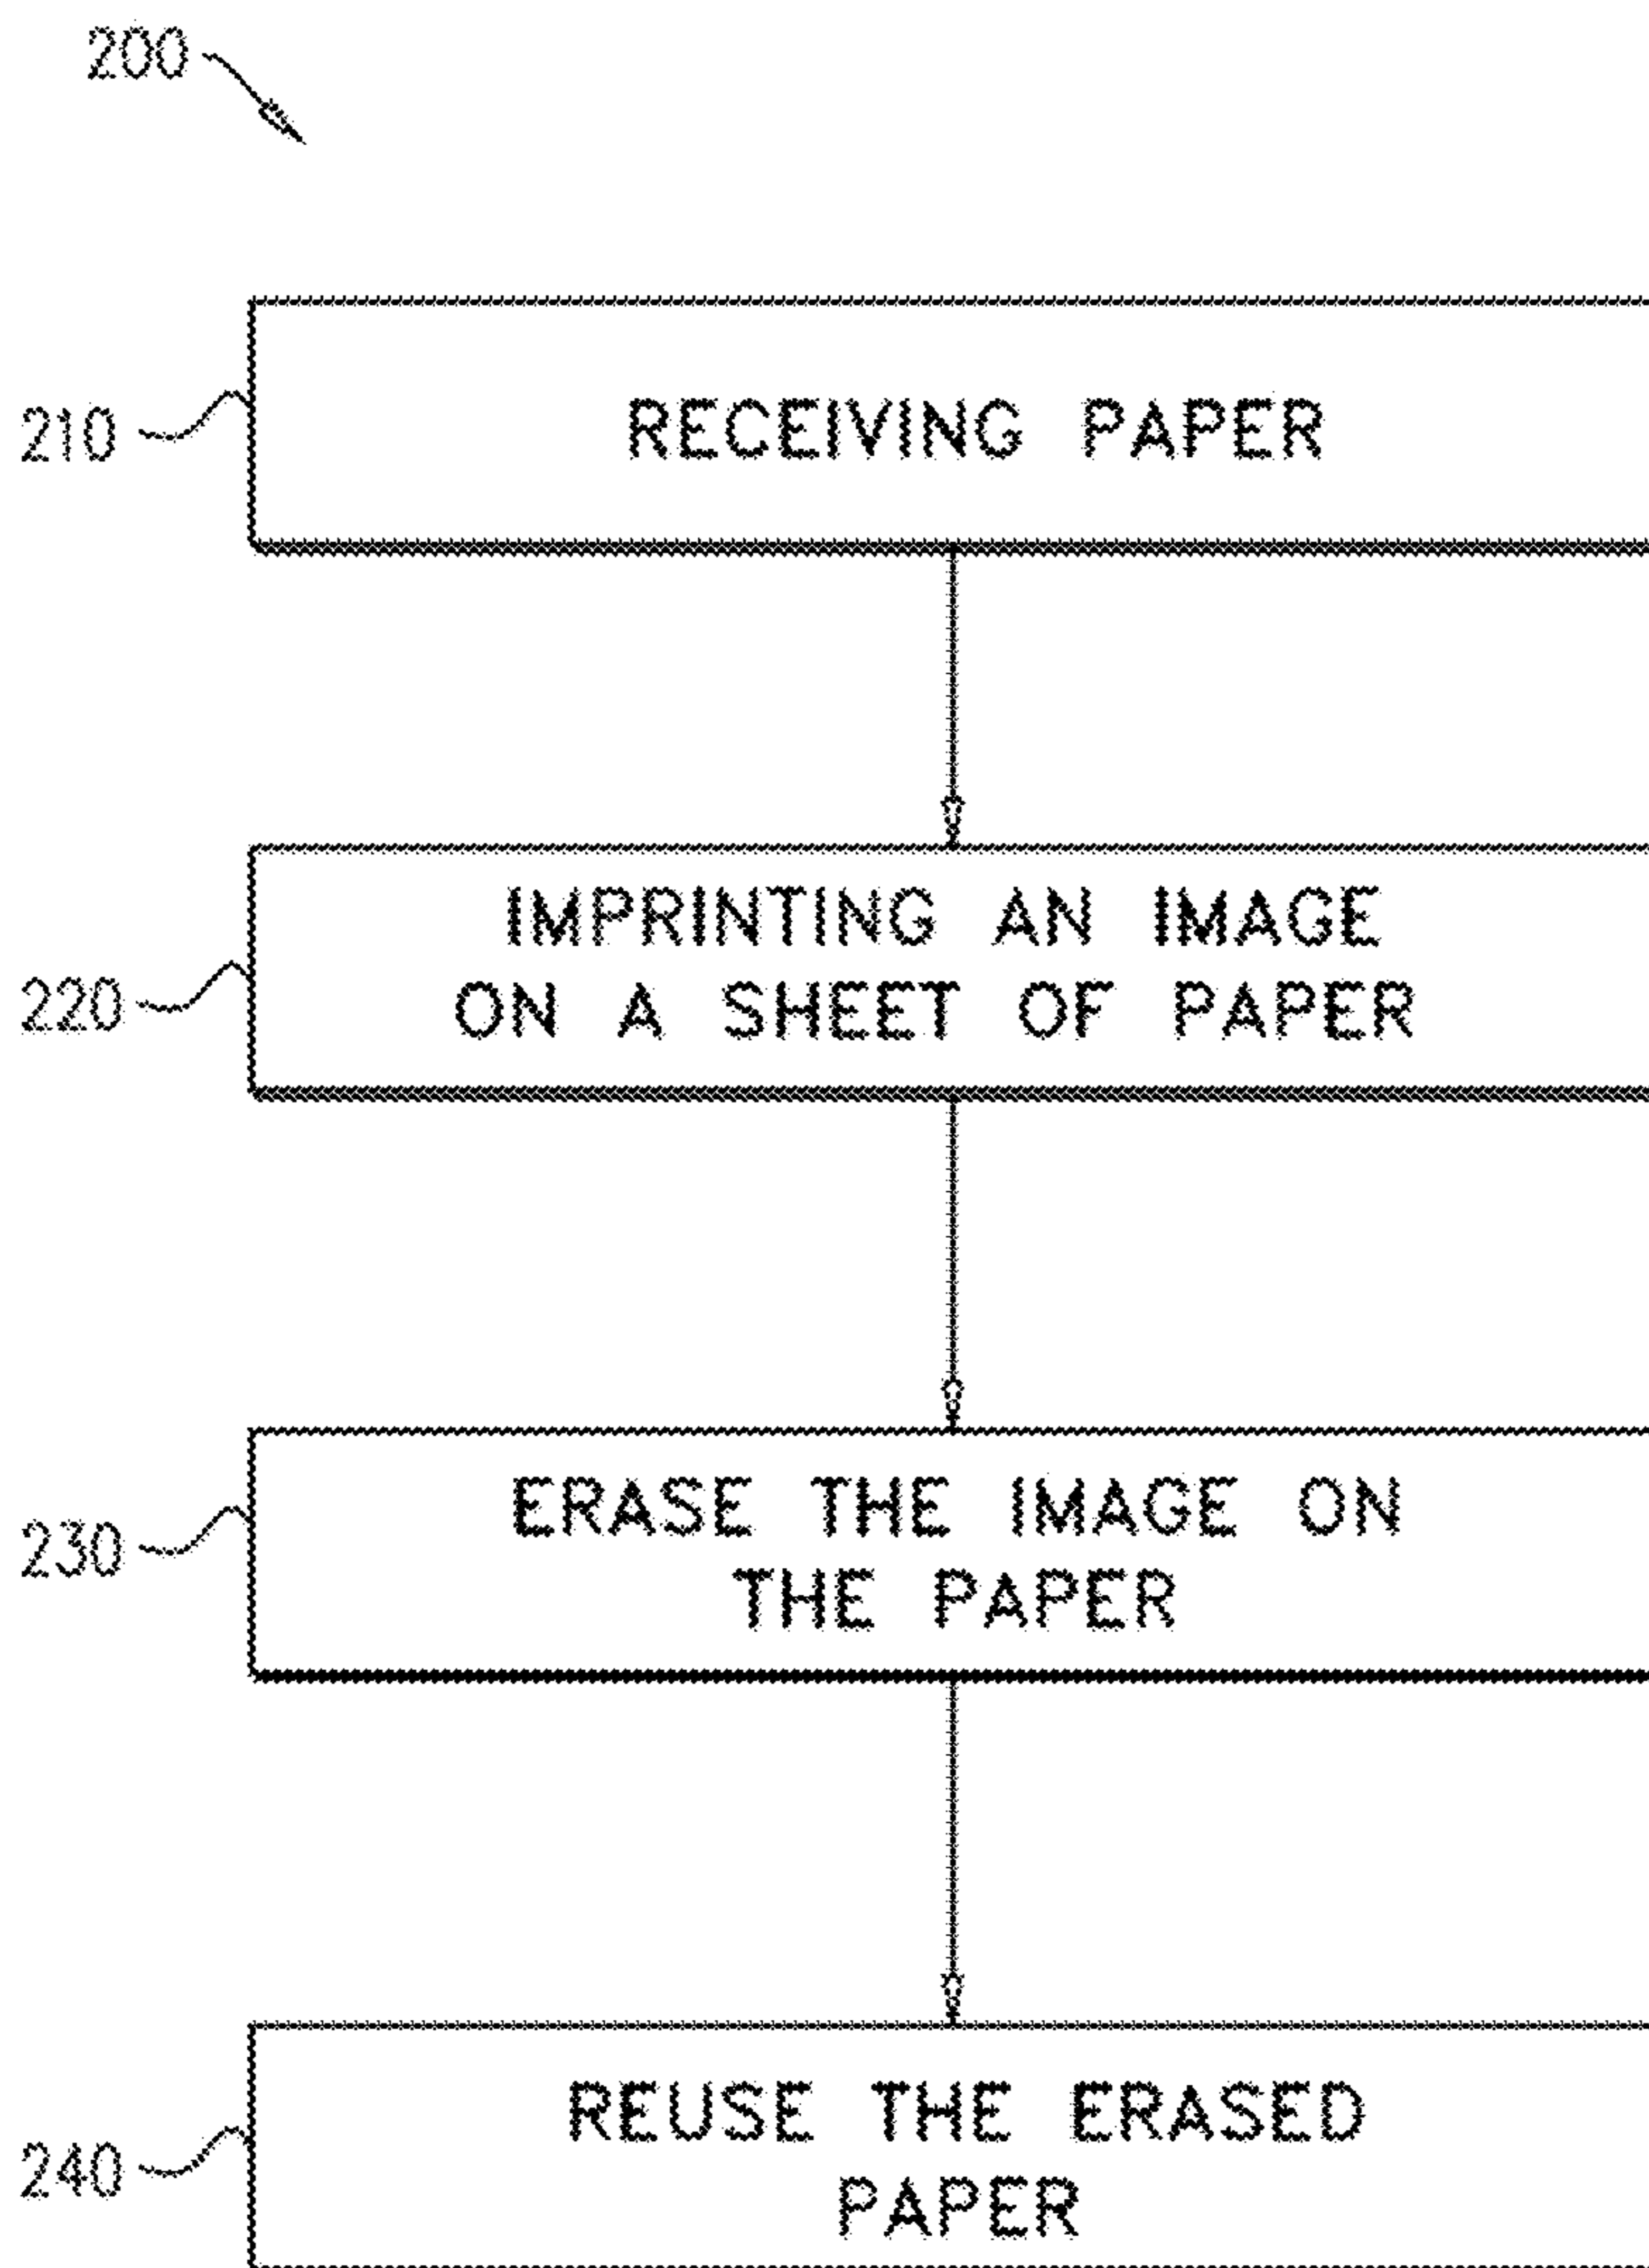 200
210
RECEIVING PAPER
220
IMPRINTING AN IMAGE
ON A SHEET OF PAPER
230
ERASE THE IMAGE ON
THE PAPER
240
REUSE THE ERASED
PAPER